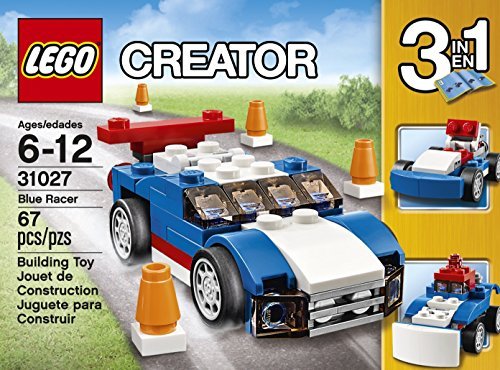 LEGO
CREATOR
3 IN EN 1
Ages/edades
6-12
31027
Blue Racer
67
pcs/pzs
Building Toy
Jouet de
Construction
Juguete para
Construir